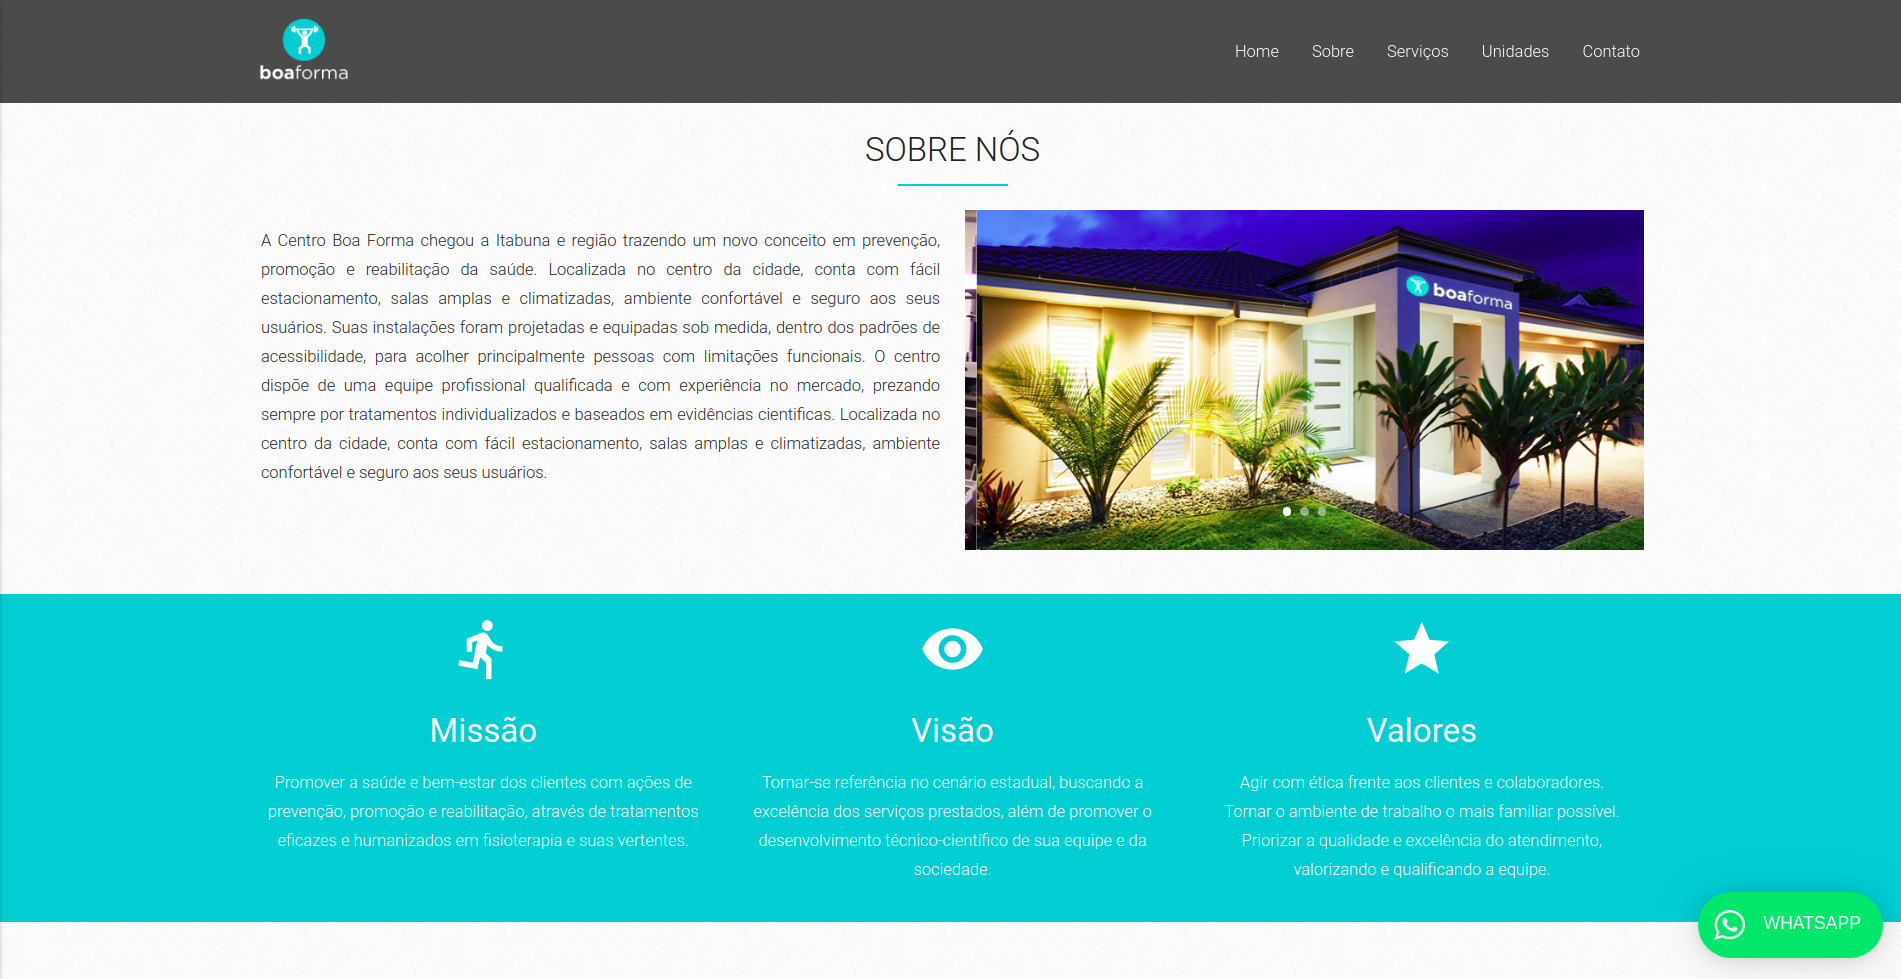 boaforma
Home
Sobre
Serviços
Unidades
Contato
SOBRE NÓS
A Centro Boa Forma chegou a Itabuna e região trazendo um novo conceito em prevenção,
promoção e reabilitação da saúde. Localizada no centro da cidade, conta com fácil
estacionamento, salas amplas e climatizadas, ambiente confortável e seguro aos seus
usuários. Suas instalações foram projetadas e equipadas sob medida, dentro dos padrões de
acessibilidade, para acolher principalmente pessoas com limitações funcionais. O centro
dispõe de uma equipe profissional qualificada e com experiência no mercado, prezando
sempre por tratamentos individualizados e baseados em evidências cientificas. Localizada no
centro da cidade, conta com fácil estacionamento, salas amplas e climatizadas, ambiente
confortável e seguro aos seus usuários.
boaforma
Missão
Promover a saúde e bem-estar dos clientes com ações de
prevenção, promoção e reabilitação, através de tratamentos
eficazes e humanizados em fisioterapia e suas vertentes.
Visão
Tornar-se referência no cenário estadual, buscando a
excelência dos serviços prestados, além de promover o
desenvolvimento técnico-científico de sua equipe e da
sociedade.
Valores
Agir com ética frente aos clientes e colaboradores.
Tornar o ambiente de trabalho o mais familiar possível.
Priorizar a qualidade e excelência do atendimento,
valorizando e qualificando a equipe.
WHATSAPP